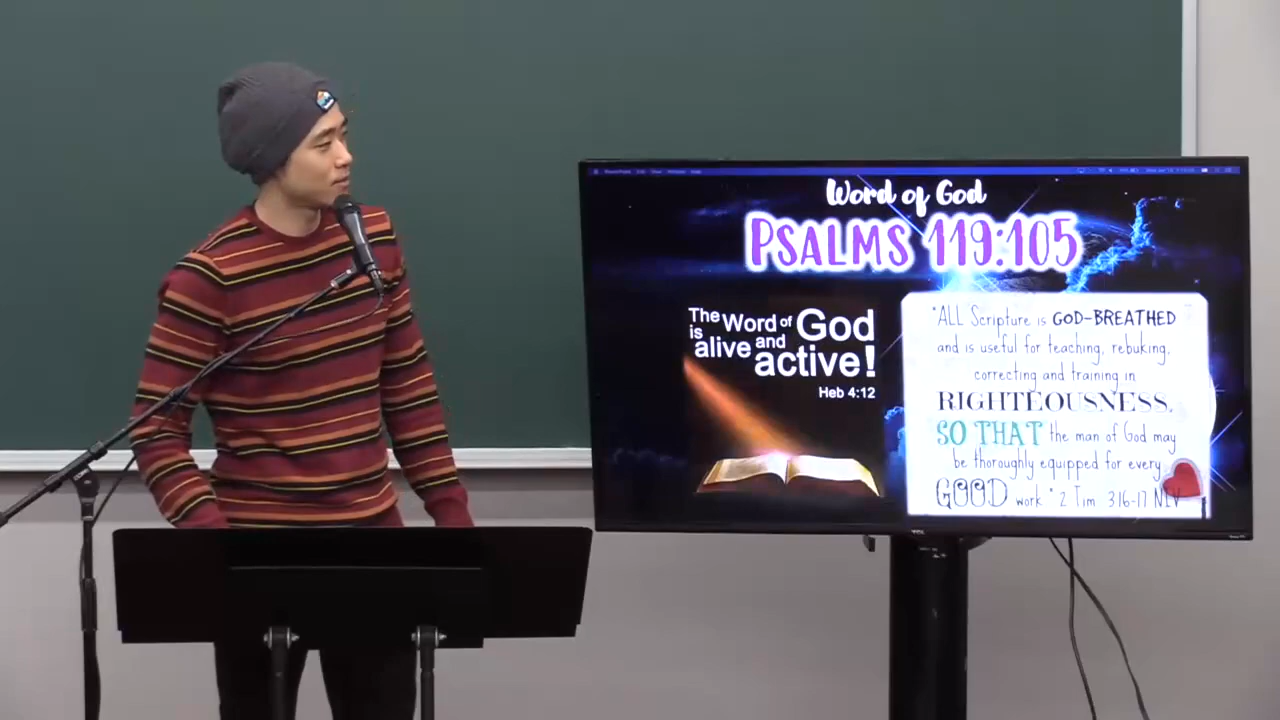 Word of God
PSALMS 119:105
The Word of God
is alive and active!
Heb 4:12
"ALL Scripture is GOD-BREATHED
and is useful for teaching, rebuking,
correcting and training in
RIGHTEOUSNESS,
SO THAT the man of God may
be thoroughly equipped for every
GOOD work " 2 Tim 3:16-17 NIV
TCL